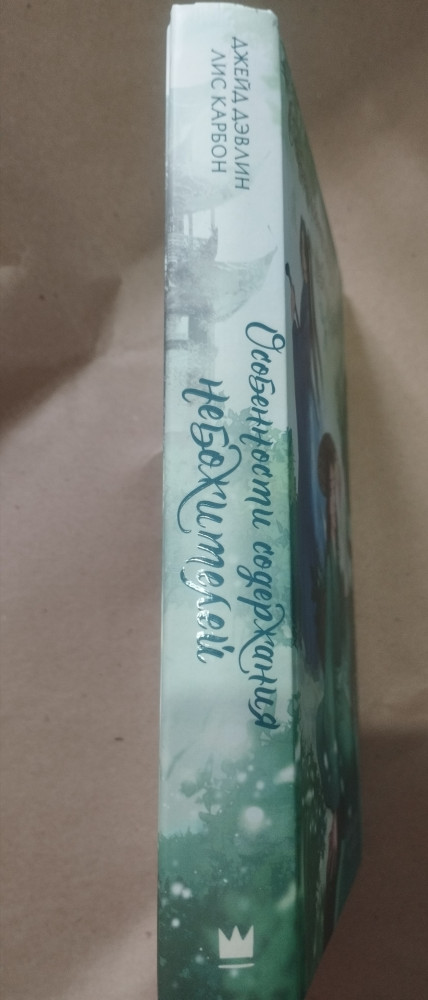 ДЖЕЙД ДЭВЛИН
ЛИС КАРБОН
Особенности содержания
небожителей